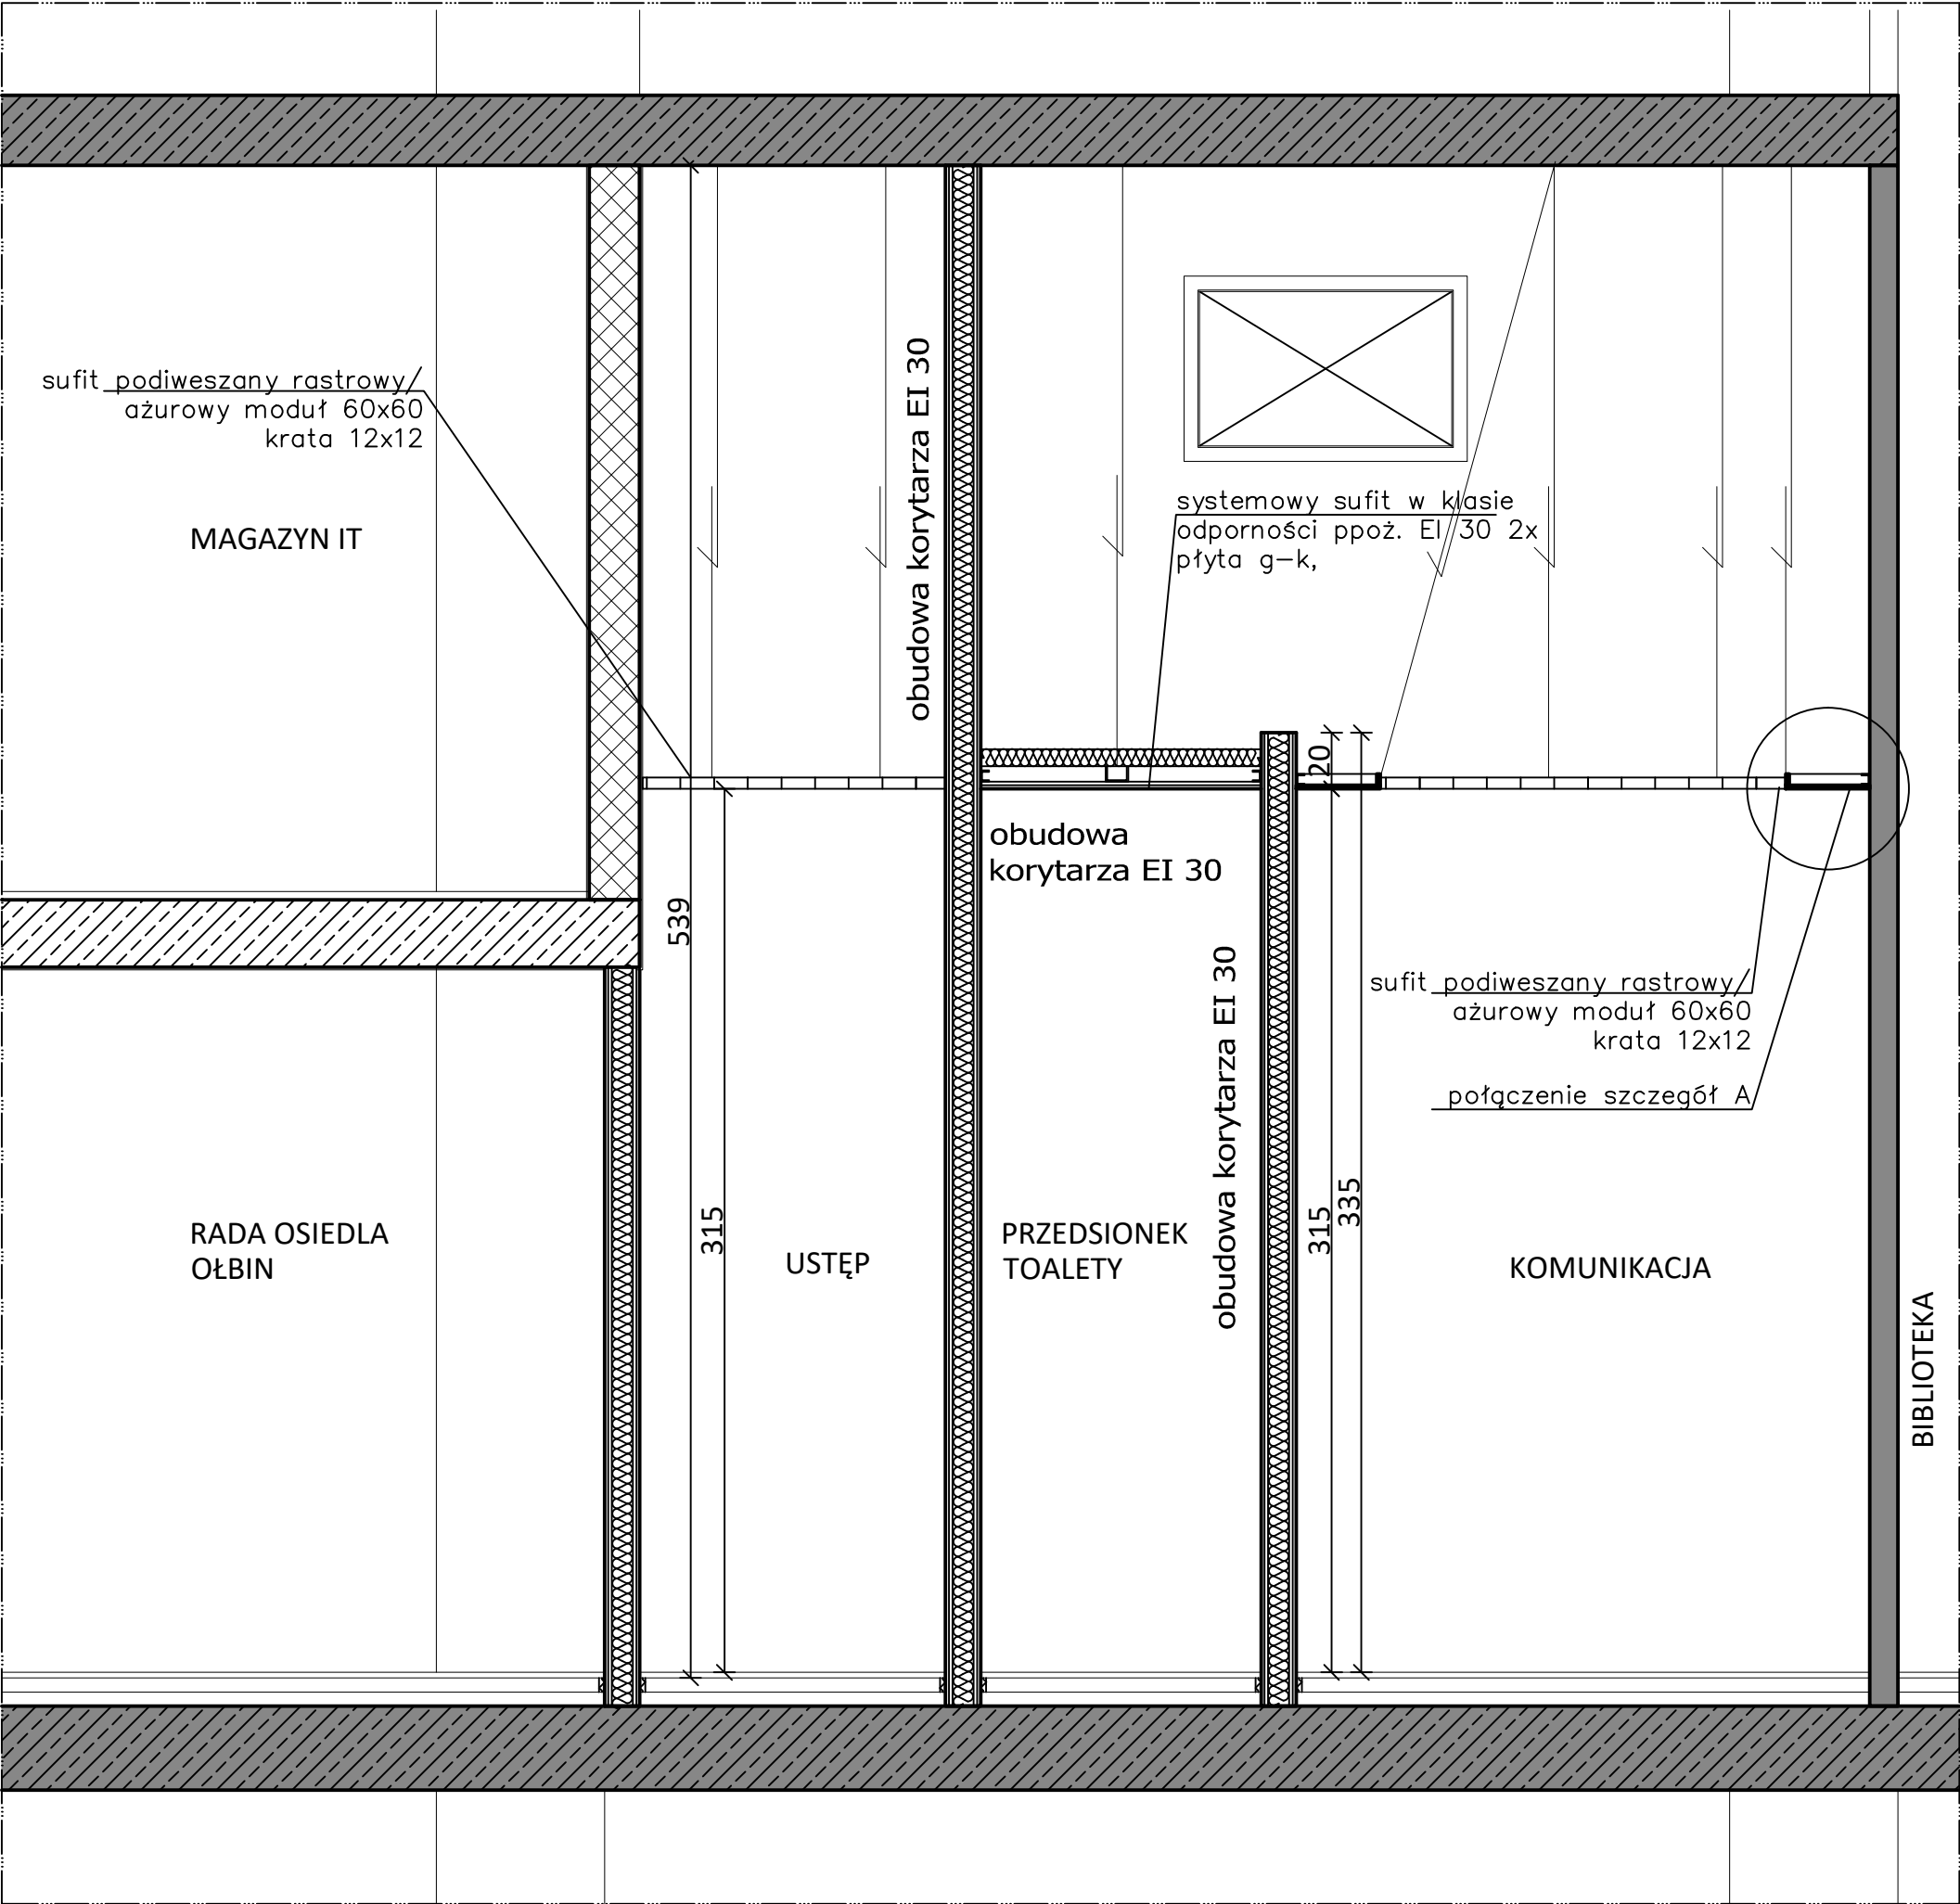 sufit podiweszany rastrowy/
ażurowy moduł 60x60
krata 12x12
MAGAZYN IT
obudowa korytarza EI 30
systemowy sufit w klasie
odporności ppoż. EI 30 2x
płyta g-k,
20
obudowa
korytarza EI 30
539
obudowa korytarza EI 30
sufit podiweszany rastrowy/
ażurowy moduł 60x60
krata 12x12
połączenie szczegół A
315
315
335
RADA OSIEDLA
OŁBIN
USTĘP
PRZEDSIONEK
TOALETY
KOMUNIKACJA
BIBLIOTEKA